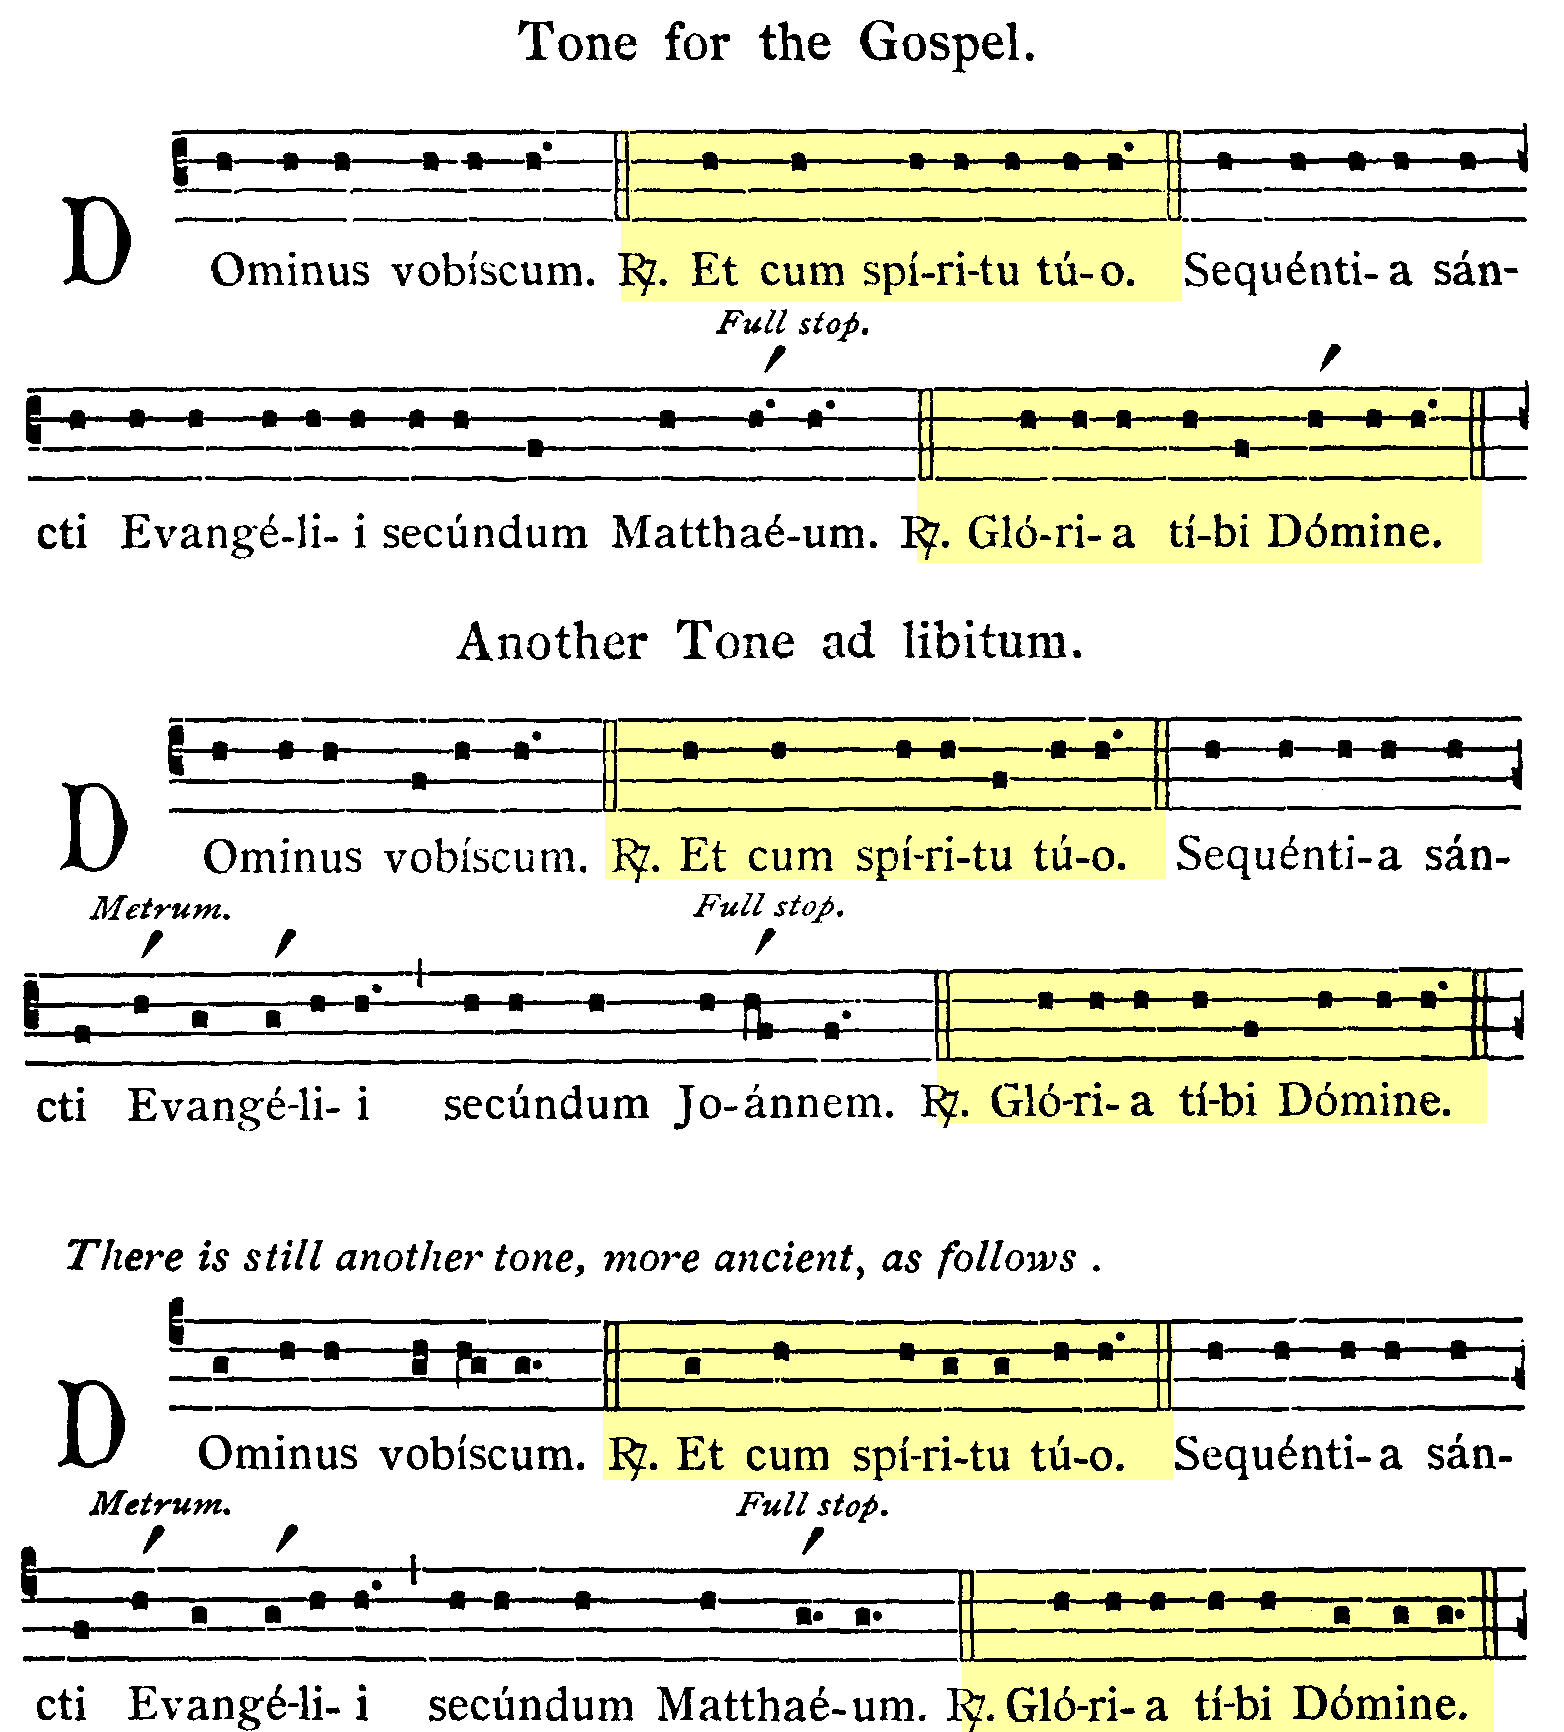 Tone for the Gospel.
DOminus vobíscum. ℟. Et cum spí-ri-tu tú-o. Sequénti-a sán-
Full stop.
cti Evangé-li-i secúndum Matthaé-um. ℟. Gló-ri-a tí-bi Dómine.
Another Tone ad libitum.
DOminus vobíscum. ℟. Et cum spí-ri-tu tú-o. Sequénti-a sán-
Metrum. Full stop.
cti Evangé-li-i secúndum Jo-ánnem. ℟. Gló-ri-a tí-bi Dómine.
There is still another tone, more ancient, as follows .
DOminus vobíscum. ℟. Et cum spí-ri-tu tú-o. Sequénti-a sán-
Metrum. Full stop.
cti Evangé-li-i secúndum Matthaé-um. ℟. Gló-ri-a tí-bi Dómine.